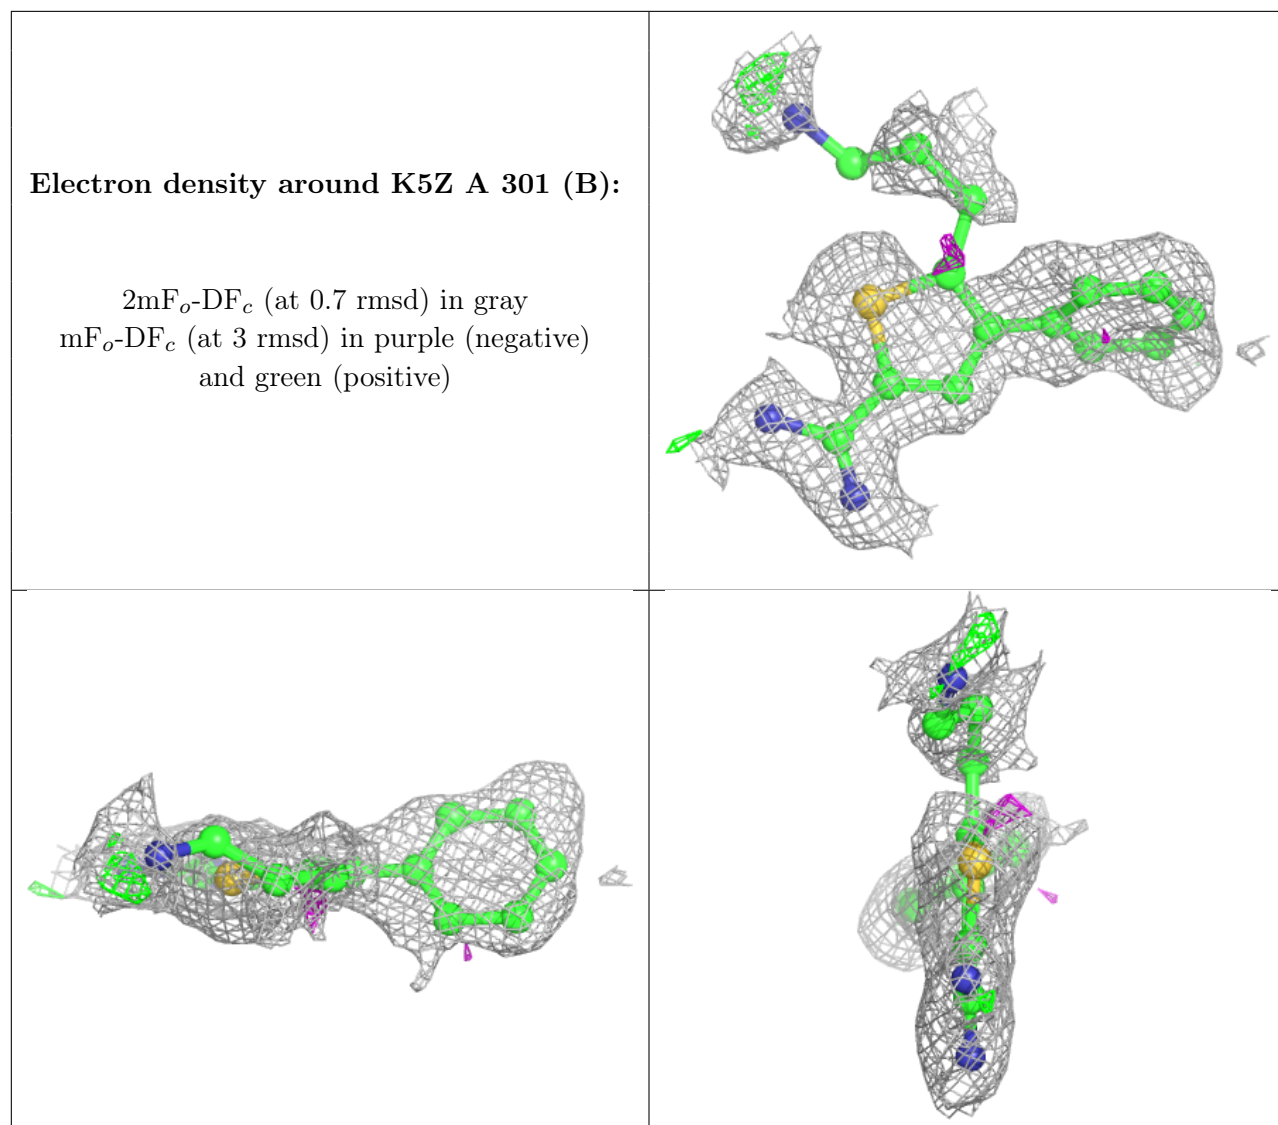 Electron density around K5Z A 301 (B):
2mFo-DFc (at 0.7 rmsd) in gray
mFo-DFc (at 3 rmsd) in purple (negative)
and green (positive)